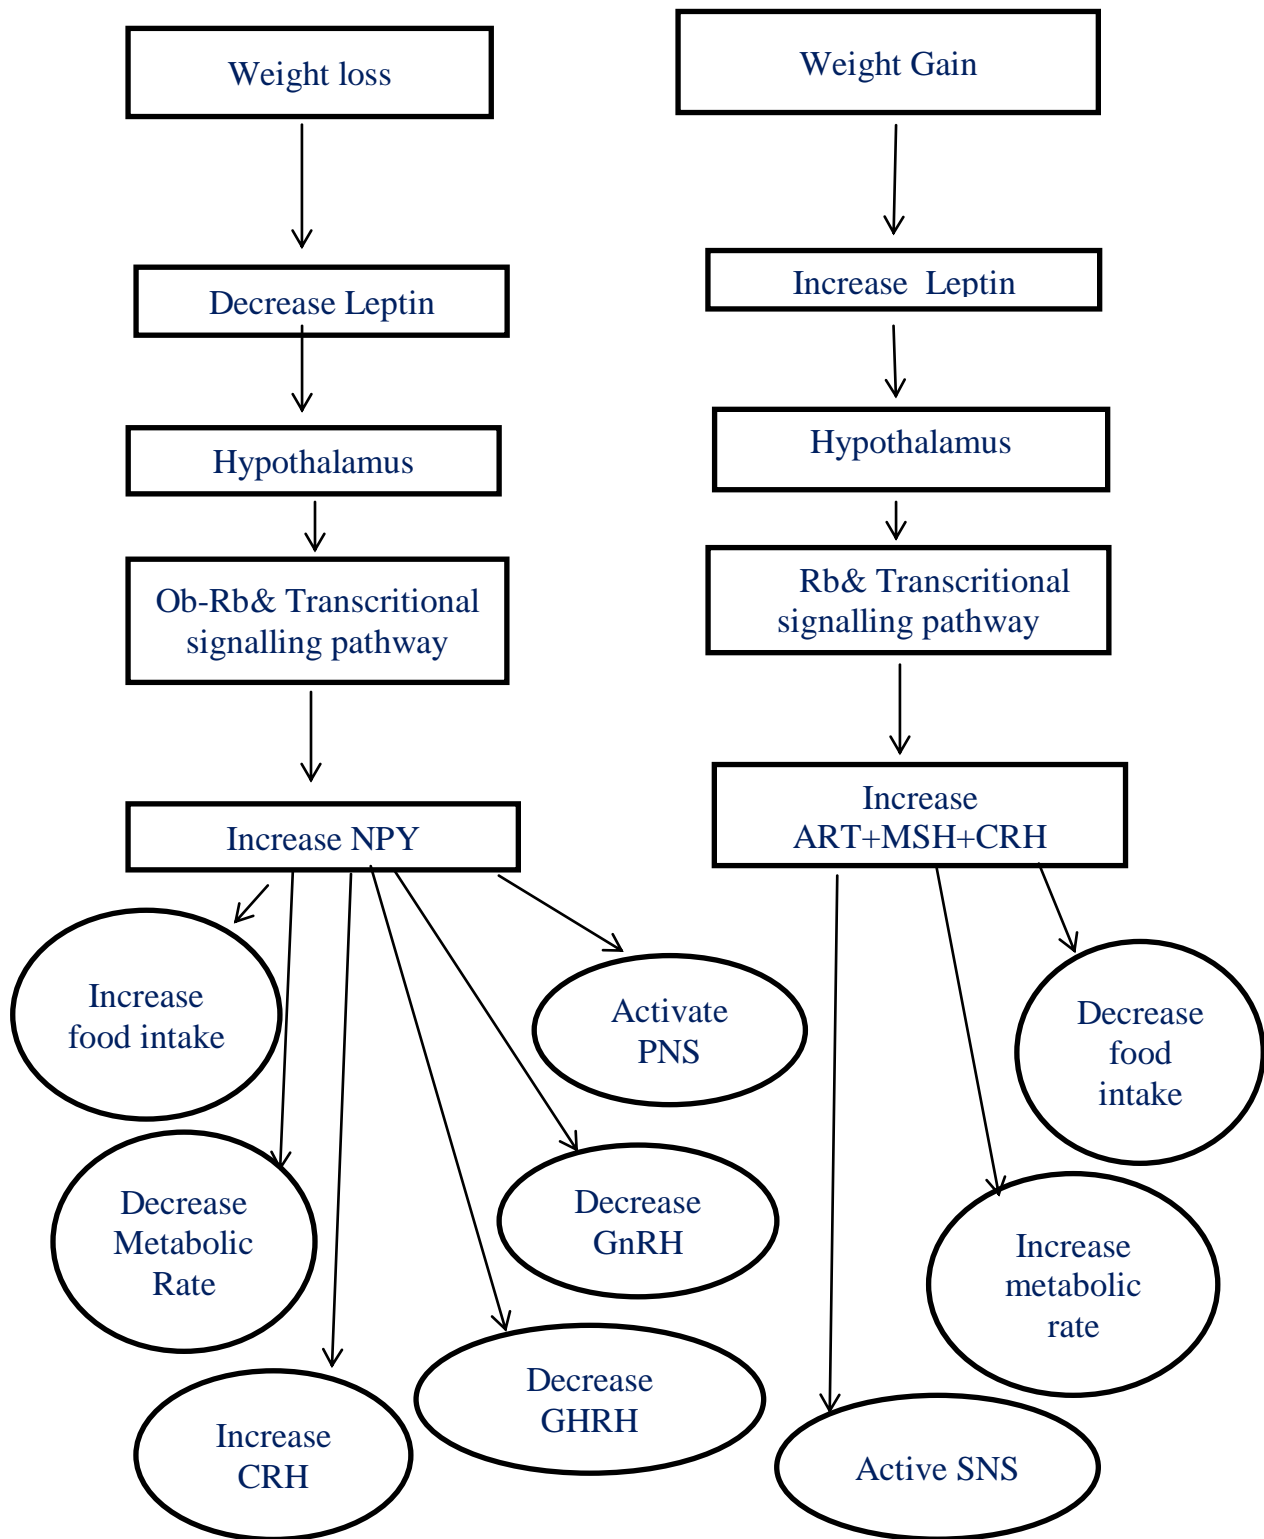 Weight loss
Decrease Leptin
Hypothalamus
Ob-Rb& Transcritional
signalling pathway
Increase NPY
Increase
food intake
Decrease
Metabolic
Rate
Increase
CRH
Decrease
GHRH
Decrease
GnRH
Activate
PNS
Weight Gain
Increase Leptin
Hypothalamus
Rb& Transcritional
signalling pathway
Increase
ART+MSH+CRH
Active SNS
Increase
metabolic
rate
Decrease
food
intake